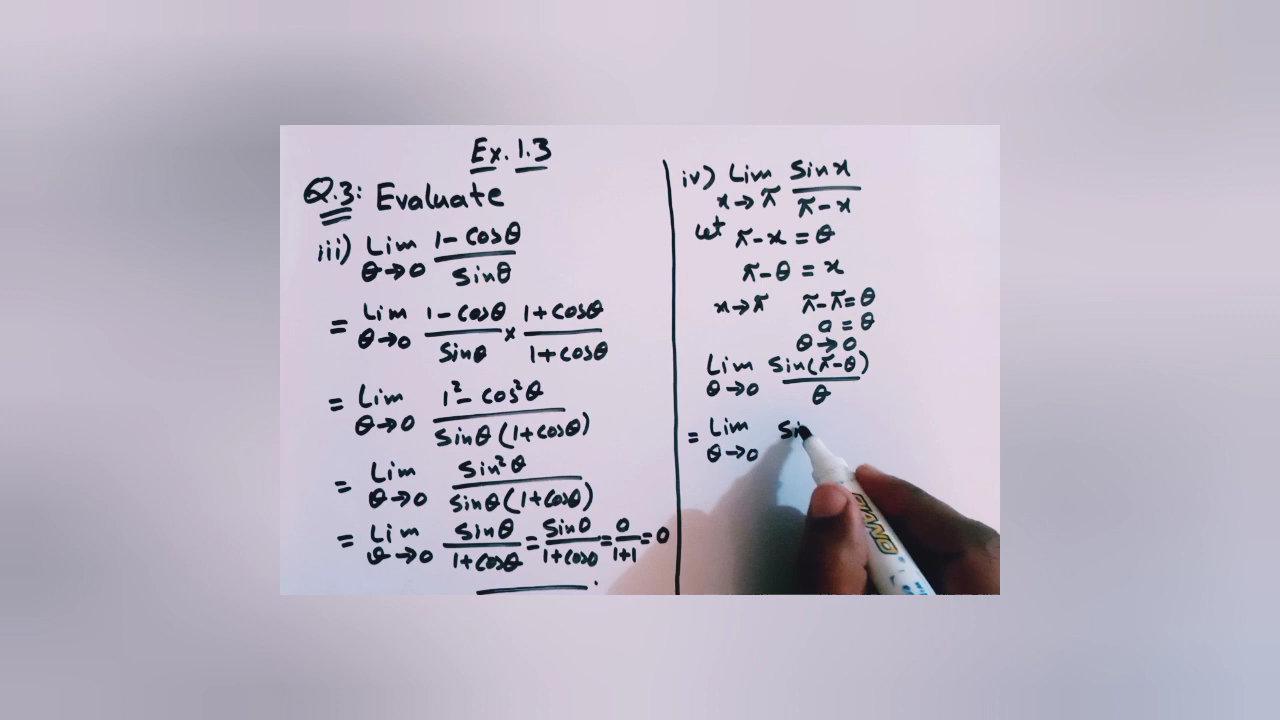 Ex. 1.3
Q.3: Evaluate
iii) Lim θ→0 (1 - cosθ)/(sinθ)
= Lim θ→0 (1 - cosθ)/(sinθ) × (1 + cosθ)/(1 + cosθ)
= Lim θ→0 (1² - cos²θ)/(sinθ (1 + cosθ))
= Lim θ→0 (sin²θ)/(sinθ (1 + cosθ))
= Lim θ→0 (sinθ)/(1 + cosθ) = (sin0)/(1 + cos0) = 0/(1+1) = 0
iv) Lim x→π (sin x)/(π - x)
Let π - x = θ
π - θ = x
x→π π - π = θ
0 = θ
θ→0
Lim θ→0 (sin(π-θ))/θ
= Lim θ→0 sin